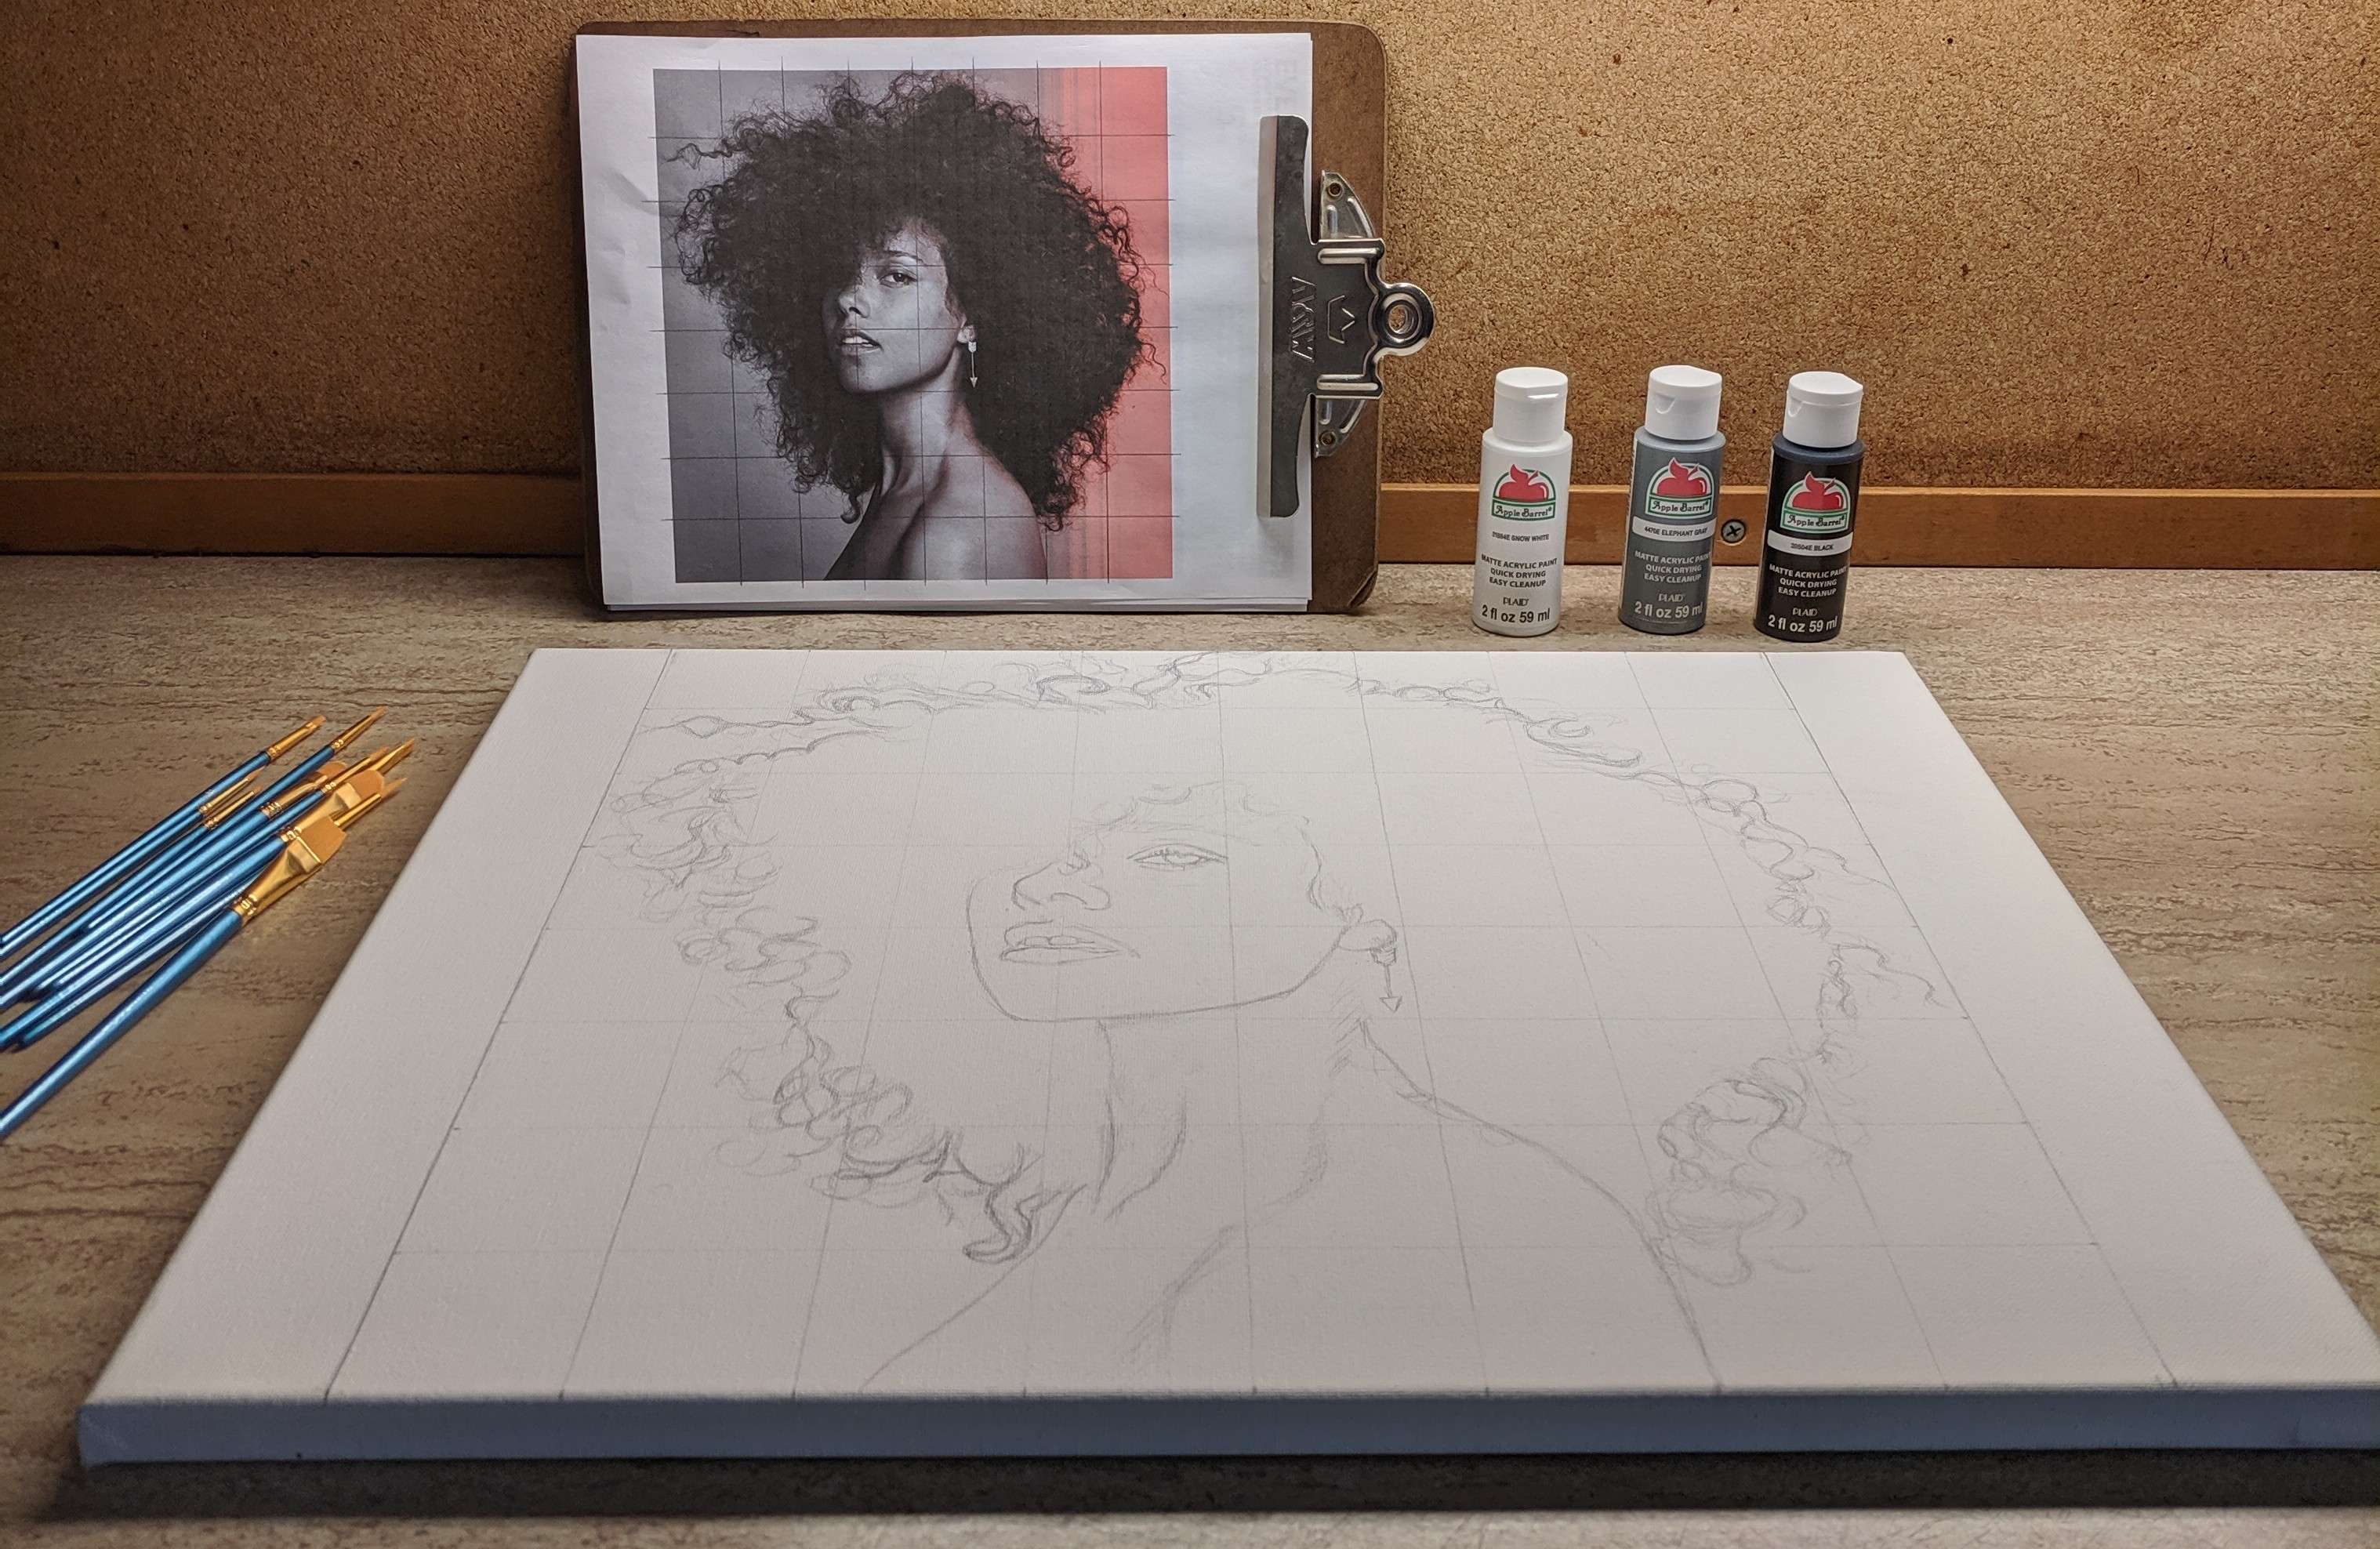 Apple Barrel
21884E SNOW WHITE
MATTE ACRYLIC PAINT
QUICK DRYING
EASY CLEANUP
PLAID
2 fl oz 59 ml
Apple Barrel
ELEPHANT GRAY
MATTE ACRYLIC PAINT
QUICK DRYING
EASY CLEANUP
PLAID
2 fl oz 59 ml
Apple Barrel
20504E BLACK
MATTE ACRYLIC PAINT
QUICK DRYING
EASY CLEANUP
PLAID
2 fl oz 59 ml